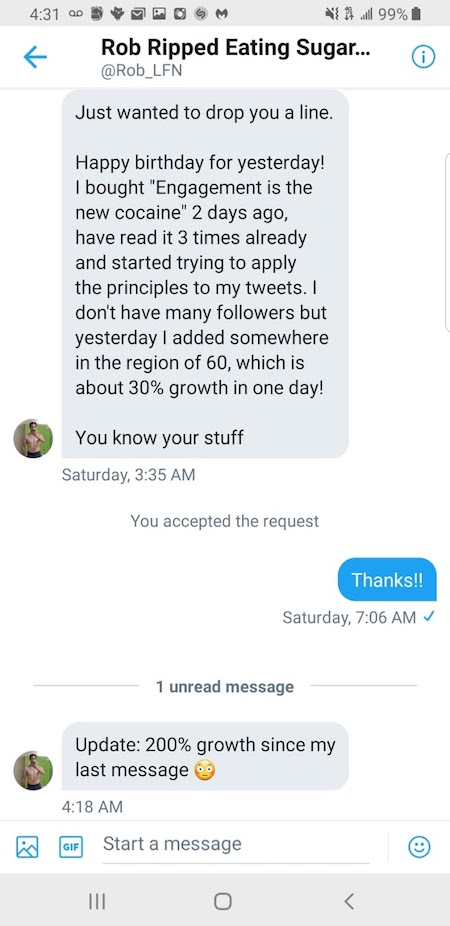 4:31
99%
Rob Ripped Eating Sugar...
@Rob_LFN
Just wanted to drop you a line.
Happy birthday for yesterday!
I bought "Engagement is the
new cocaine" 2 days ago,
have read it 3 times already
and started trying to apply
the principles to my tweets. I
don't have many followers but
yesterday I added somewhere
in the region of 60, which is
about 30% growth in one day!
You know your stuff
Saturday, 3:35 AM
You accepted the request
Thanks!!
Saturday, 7:06 AM
1 unread message
Update: 200% growth since my
last message 😳
4:18 AM
GIF
Start a message